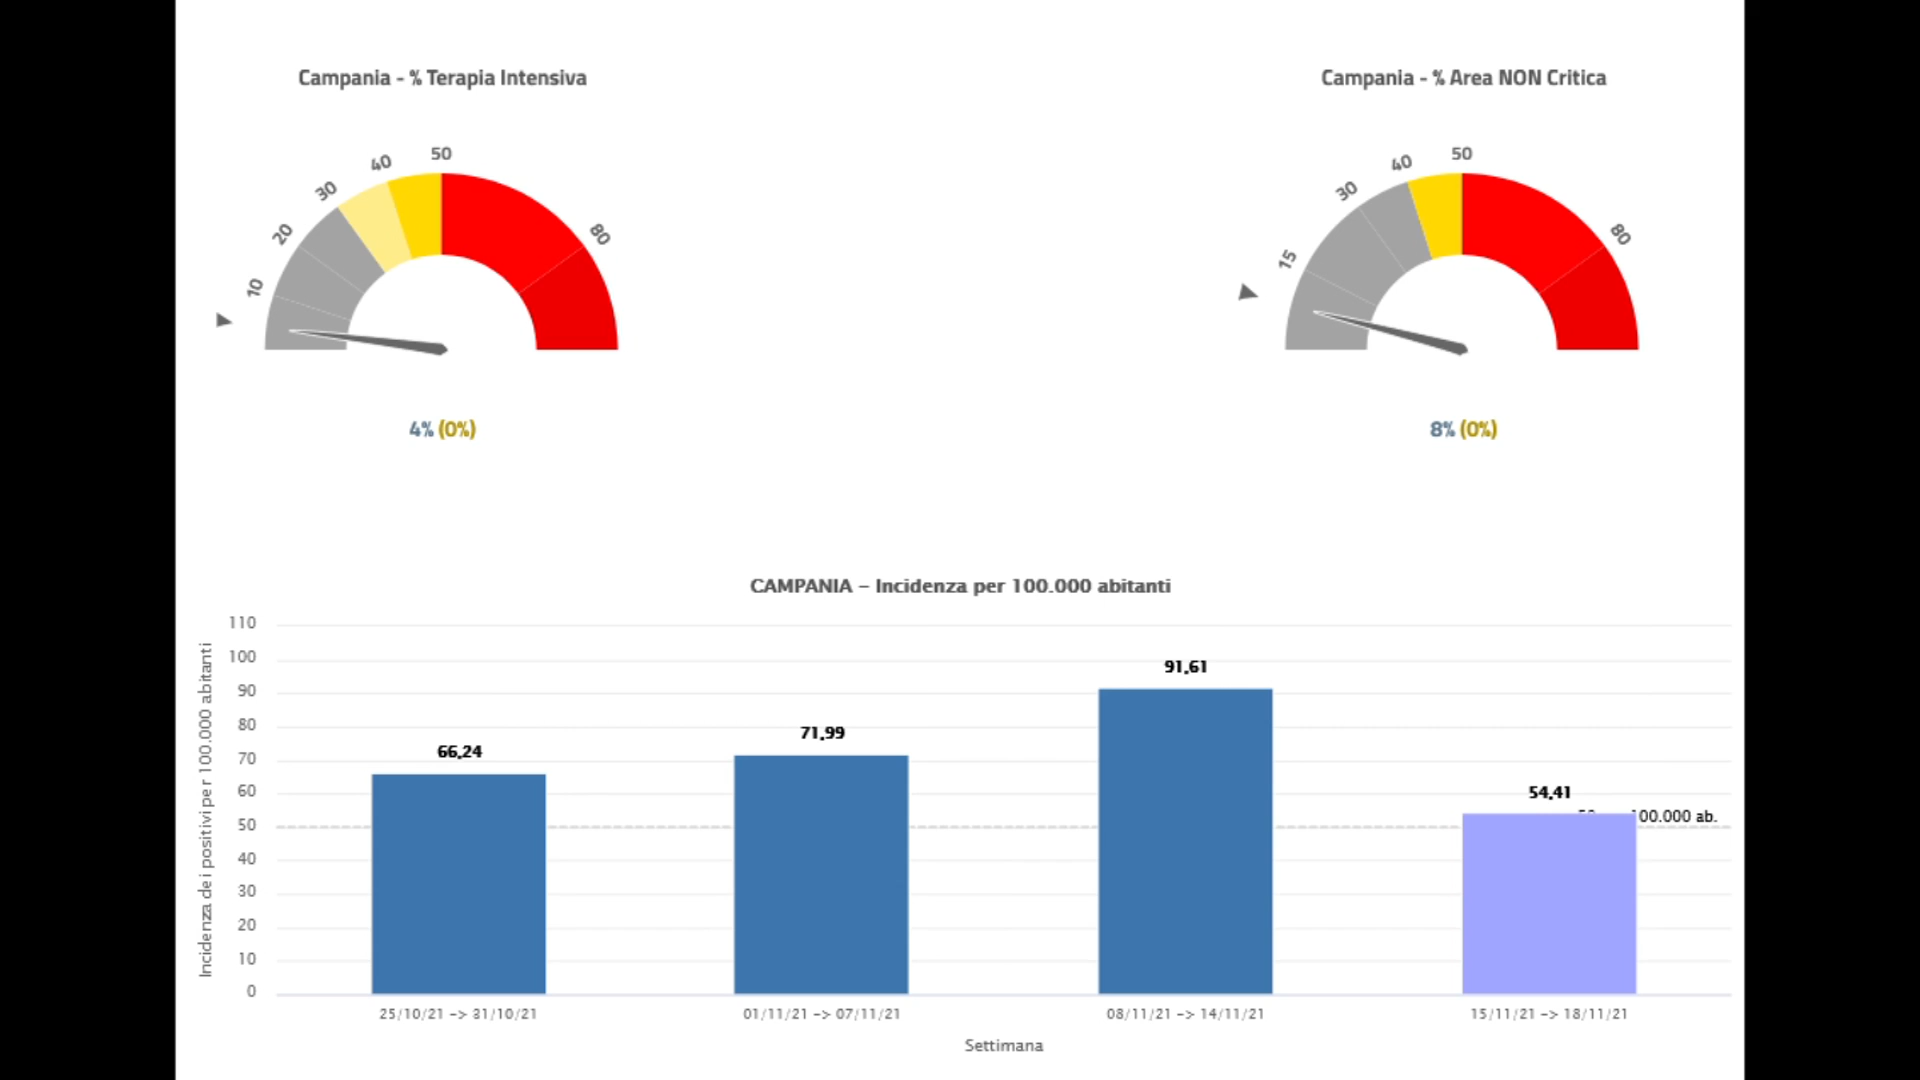 Campania - % Terapia Intensiva
10
20
30
40
50
80
4% (0%)
Campania - % Area NON Critica
15
30
40
50
80
8% (0%)
CAMPANIA – Incidenza per 100.000 abitanti
Incidenza dei positivi per 100.000 abitanti
110
100
90
80
70
60
50
40
30
20
10
0
66,24
71,99
91,61
54,41
00.000 ab.
25/10/21 -> 31/10/21
01/11/21 -> 07/11/21
08/11/21 -> 14/11/21
15/11/21 -> 18/11/21
Settimana